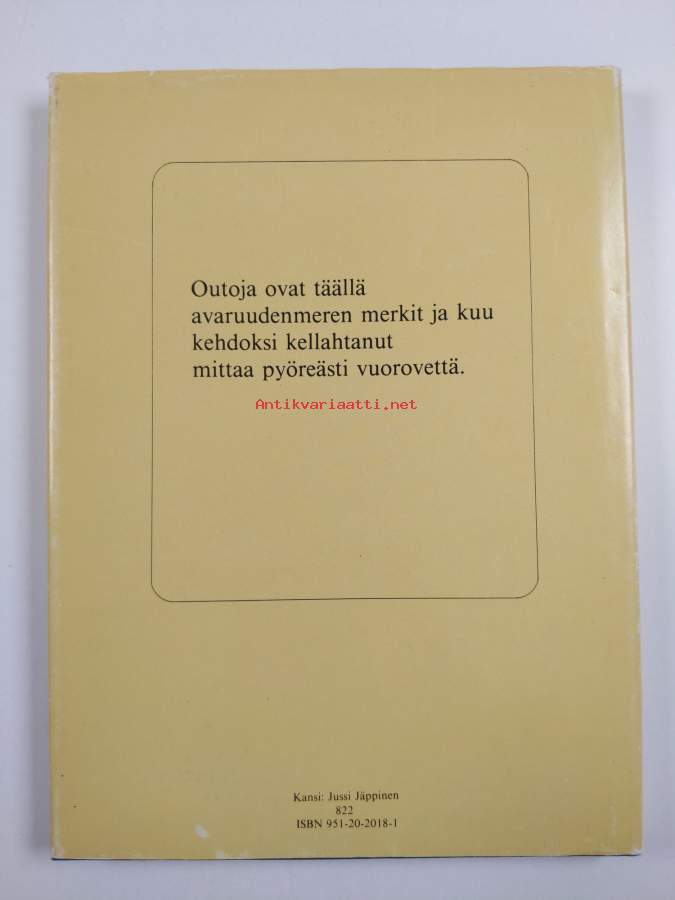 Outoja ovat täällä
avaruudenmeren merkit ja kuu
kehdoksi kellahtanut
mittaa pyöreästi vuorovettä.
Antikvariaatti.net
Kansi: Jussi Jäppinen
822
ISBN 951-20-2018-1